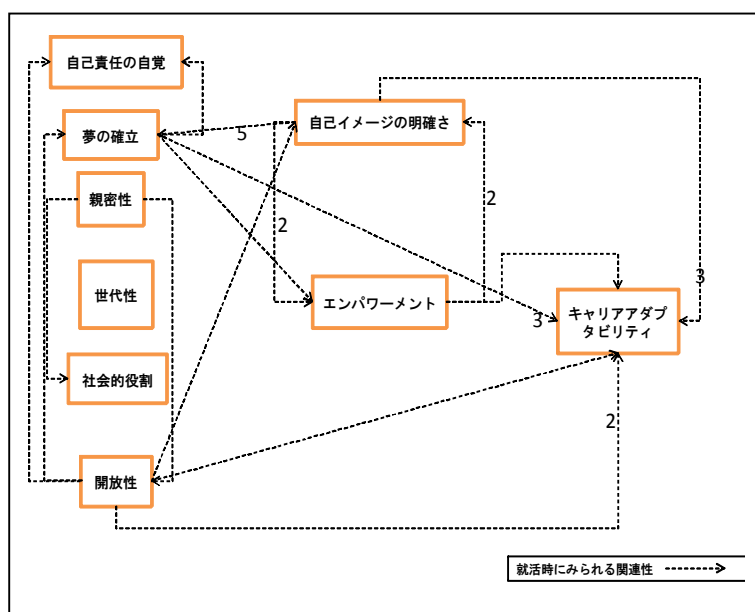 自己責任の自覚
夢の確立
5
自己イメージの明確さ
親密性
2
2
世代性
エンパワーメント
3
3
キャリアアダプ
タビリティ
社会的役割
2
開放性
就活時にみられる関連性